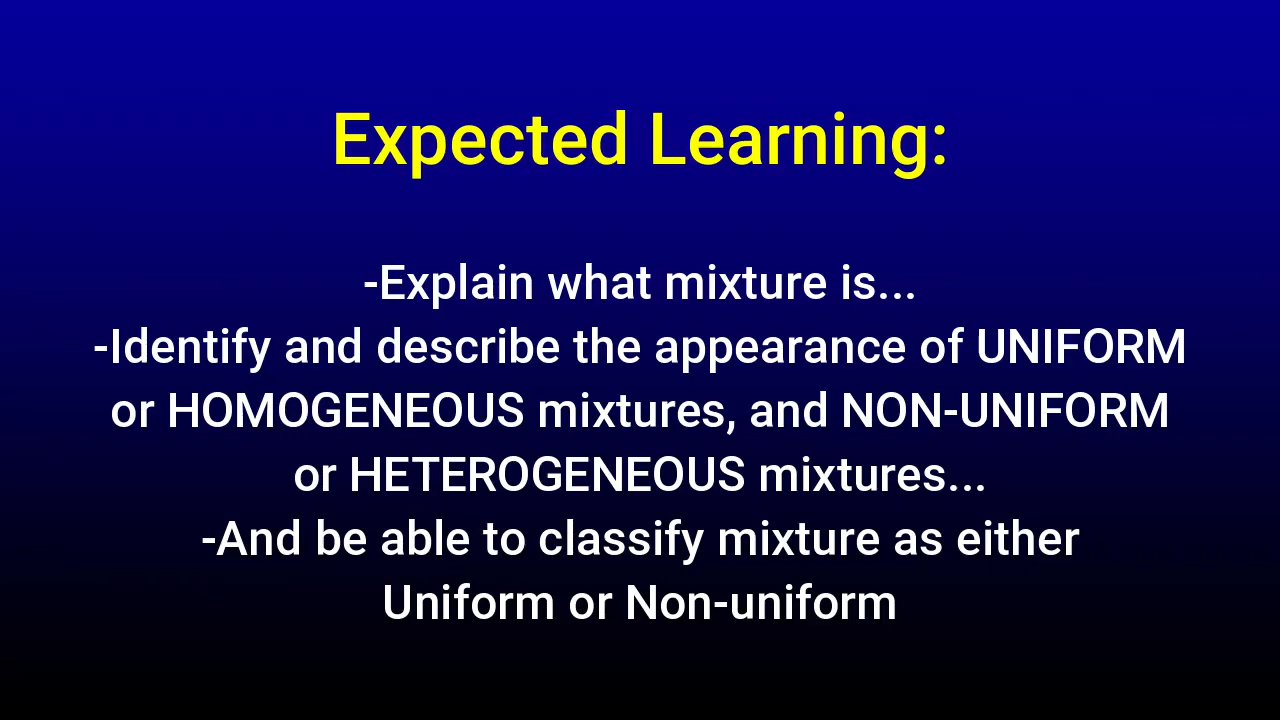 Expected Learning:
-Explain what mixture is...
-Identify and describe the appearance of UNIFORM
or HOMOGENEOUS mixtures, and NON-UNIFORM
or HETEROGENEOUS mixtures...
-And be able to classify mixture as either
Uniform or Non-uniform